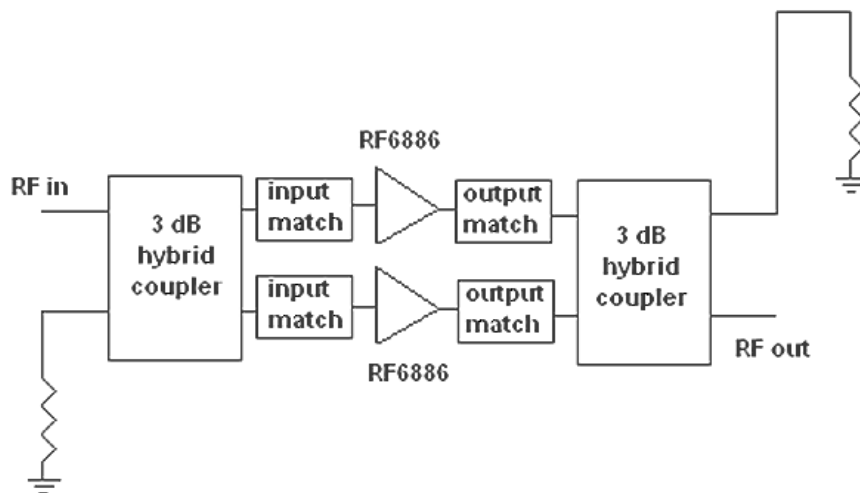 RF6886
RF in
3 dB
hybrid
coupler
input
match
output
match
3 dB
hybrid
coupler
input
match
output
match
RF6886
RF out